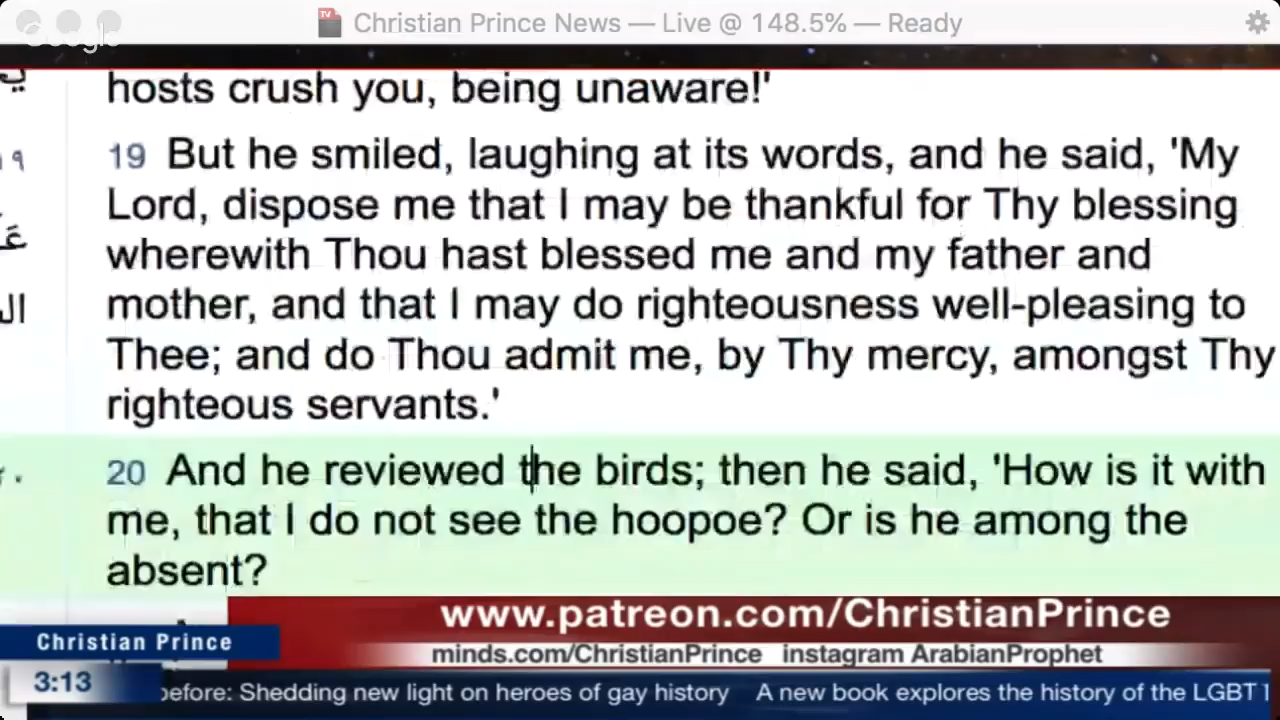 Christian Prince News — Live @ 148.5% — Ready
Google
TV
hosts crush you, being unaware!'
19 But he smiled, laughing at its words, and he said, 'My
Lord, dispose me that I may be thankful for Thy blessing
wherewith Thou hast blessed me and my father and
mother, and that I may do righteousness well-pleasing to
Thee; and do Thou admit me, by Thy mercy, amongst Thy
righteous servants.'
20 And he reviewed the birds; then he said, 'How is it with
me, that I do not see the hoopoe? Or is he among the
absent?
www.patreon.com/ChristianPrince
Christian Prince
minds.com/ChristianPrince instagram ArabianProphet
3:13
before: Shedding new light on heroes of gay history A new book explores the history of the LGBT